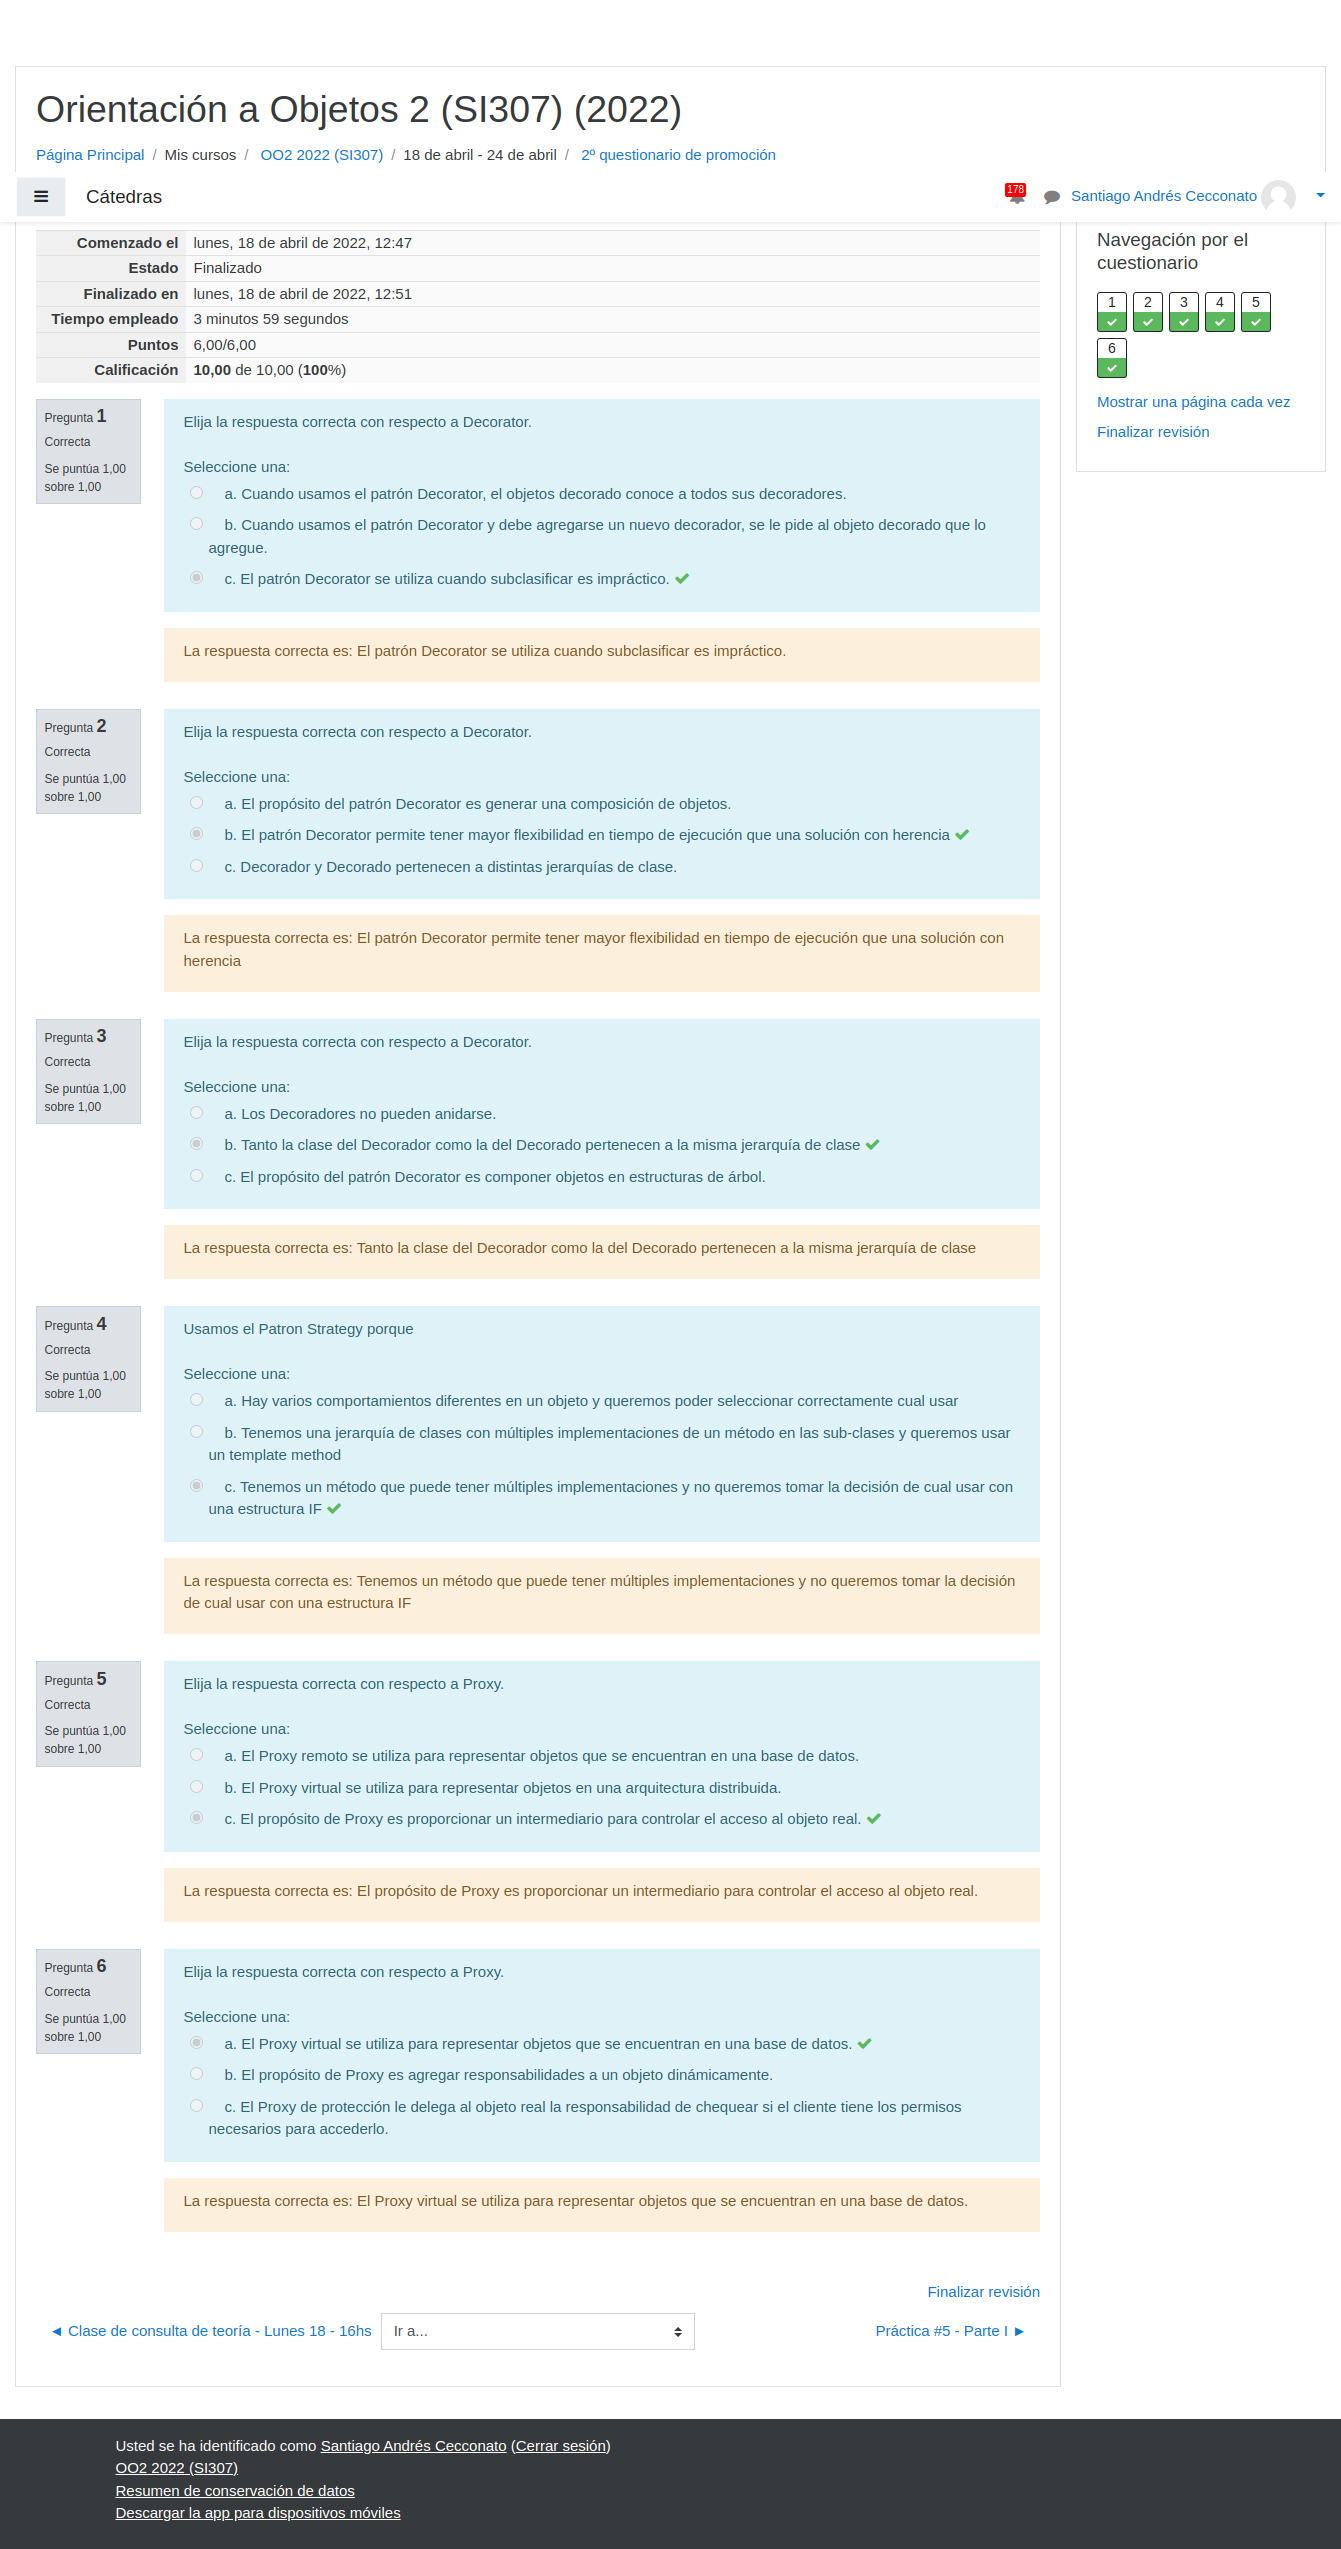 Orientación a Objetos 2 (SI307) (2022)
Página Principal / Mis cursos / OO2 2022 (SI307) / 18 de abril - 24 de abril / 2º questionario de promoción
Cátedras
178
Santiago Andrés Cecconato
Comenzado el lunes, 18 de abril de 2022, 12:47
Estado Finalizado
Finalizado en lunes, 18 de abril de 2022, 12:51
Tiempo empleado 3 minutos 59 segundos
Puntos 6,00/6,00
Calificación 10,00 de 10,00 (100%)
Navegación por el
cuestionario
1 2 3 4 5
6
Mostrar una página cada vez
Finalizar revisión
Pregunta 1
Correcta
Se puntúa 1,00
sobre 1,00
Elija la respuesta correcta con respecto a Decorator.
Seleccione una:
a. Cuando usamos el patrón Decorator, el objetos decorado conoce a todos sus decoradores.
b. Cuando usamos el patrón Decorator y debe agregarse un nuevo decorador, se le pide al objeto decorado que lo
agregue.
c. El patrón Decorator se utiliza cuando subclasificar es impráctico.
La respuesta correcta es: El patrón Decorator se utiliza cuando subclasificar es impráctico.
Pregunta 2
Correcta
Se puntúa 1,00
sobre 1,00
Elija la respuesta correcta con respecto a Decorator.
Seleccione una:
a. El propósito del patrón Decorator es generar una composición de objetos.
b. El patrón Decorator permite tener mayor flexibilidad en tiempo de ejecución que una solución con herencia
c. Decorador y Decorado pertenecen a distintas jerarquías de clase.
La respuesta correcta es: El patrón Decorator permite tener mayor flexibilidad en tiempo de ejecución que una solución con
herencia
Pregunta 3
Correcta
Se puntúa 1,00
sobre 1,00
Elija la respuesta correcta con respecto a Decorator.
Seleccione una:
a. Los Decoradores no pueden anidarse.
b. Tanto la clase del Decorador como la del Decorado pertenecen a la misma jerarquía de clase
c. El propósito del patrón Decorator es componer objetos en estructuras de árbol.
La respuesta correcta es: Tanto la clase del Decorador como la del Decorado pertenecen a la misma jerarquía de clase
Pregunta 4
Correcta
Se puntúa 1,00
sobre 1,00
Usamos el Patron Strategy porque
Seleccione una:
a. Hay varios comportamientos diferentes en un objeto y queremos poder seleccionar correctamente cual usar
b. Tenemos una jerarquía de clases con múltiples implementaciones de un método en las sub-clases y queremos usar
un template method
c. Tenemos un método que puede tener múltiples implementaciones y no queremos tomar la decisión de cual usar con
una estructura IF
La respuesta correcta es: Tenemos un método que puede tener múltiples implementaciones y no queremos tomar la decisión
de cual usar con una estructura IF
Pregunta 5
Correcta
Se puntúa 1,00
sobre 1,00
Elija la respuesta correcta con respecto a Proxy.
Seleccione una:
a. El Proxy remoto se utiliza para representar objetos que se encuentran en una base de datos.
b. El Proxy virtual se utiliza para representar objetos en una arquitectura distribuida.
c. El propósito de Proxy es proporcionar un intermediario para controlar el acceso al objeto real.
La respuesta correcta es: El propósito de Proxy es proporcionar un intermediario para controlar el acceso al objeto real.
Pregunta 6
Correcta
Se puntúa 1,00
sobre 1,00
Elija la respuesta correcta con respecto a Proxy.
Seleccione una:
a. El Proxy virtual se utiliza para representar objetos que se encuentran en una base de datos.
b. El propósito de Proxy es agregar responsabilidades a un objeto dinámicamente.
c. El Proxy de protección le delega al objeto real la responsabilidad de chequear si el cliente tiene los permisos
necesarios para accederlo.
La respuesta correcta es: El Proxy virtual se utiliza para representar objetos que se encuentran en una base de datos.
Finalizar revisión
◄ Clase de consulta de teoría - Lunes 18 - 16hs
Ir a...
Práctica #5 - Parte I ►
Usted se ha identificado como Santiago Andrés Cecconato (Cerrar sesión)
OO2 2022 (SI307)
Resumen de conservación de datos
Descargar la app para dispositivos móviles